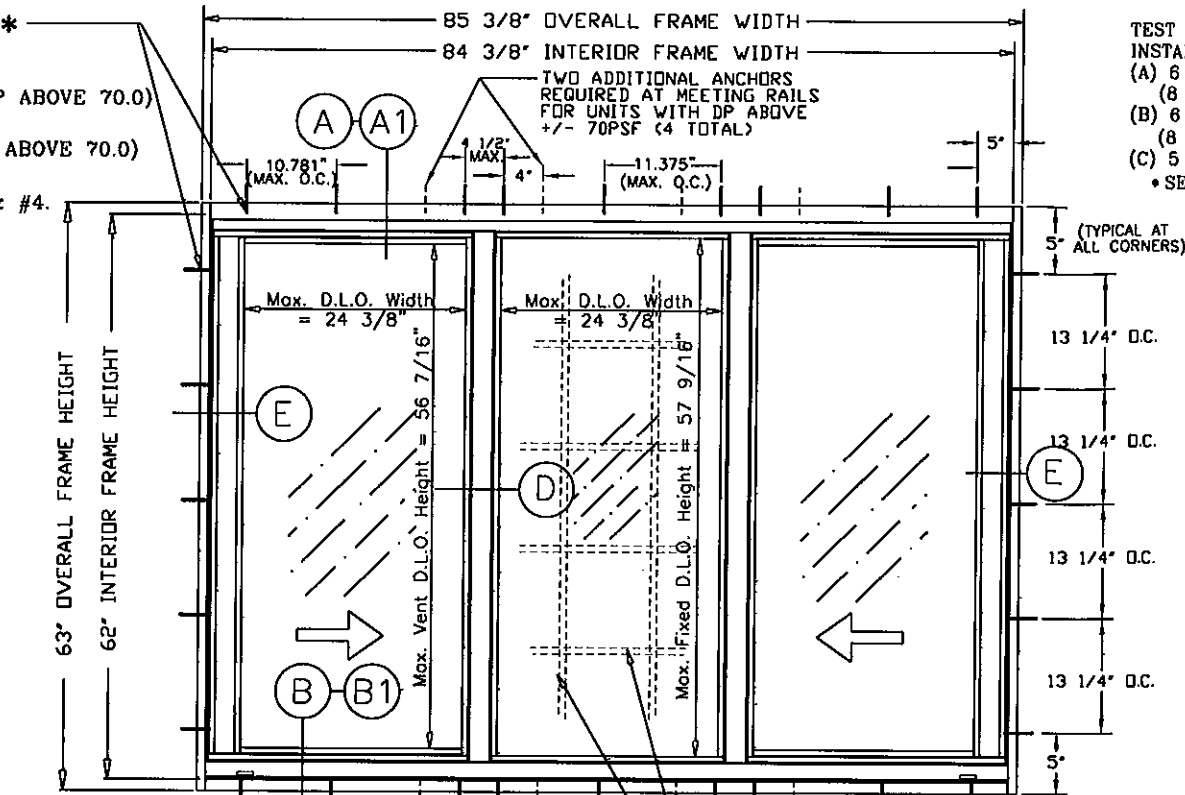 85 3/8" OVERALL FRAME WIDTH
84 3/8" INTERIOR FRAME WIDTH
*
P ABOVE 70.0)
ABOVE 70.0)
: #4.
TWO ADDITIONAL ANCHORS
REQUIRED AT MEETING RAILS
FOR UNITS WITH DP ABOVE
+/- 70PSF (4 TOTAL)
TEST
INSTA
(A) 6
(8
(B) 6
(8
(C) 5
• SE
A
A1
10.781"
(MAX. O.C.)
4 1/2"
MAX.
4"
11.375"
(MAX. O.C.)
5"
5"
(TYPICAL AT
ALL CORNERS)
Max. D.L.O. Width
= 24 3/8"
Max. D.L.O. Width
= 24 3/8"
63" OVERALL FRAME HEIGHT
62" INTERIOR FRAME HEIGHT
Max. Vent D.L.O. Height = 56 7/16"
Max. Fixed D.L.O. Height = 57 9/16"
E
D
E
B
B1
13 1/4" O.C.
13 1/4" O.C.
13 1/4" O.C.
13 1/4" O.C.
5"